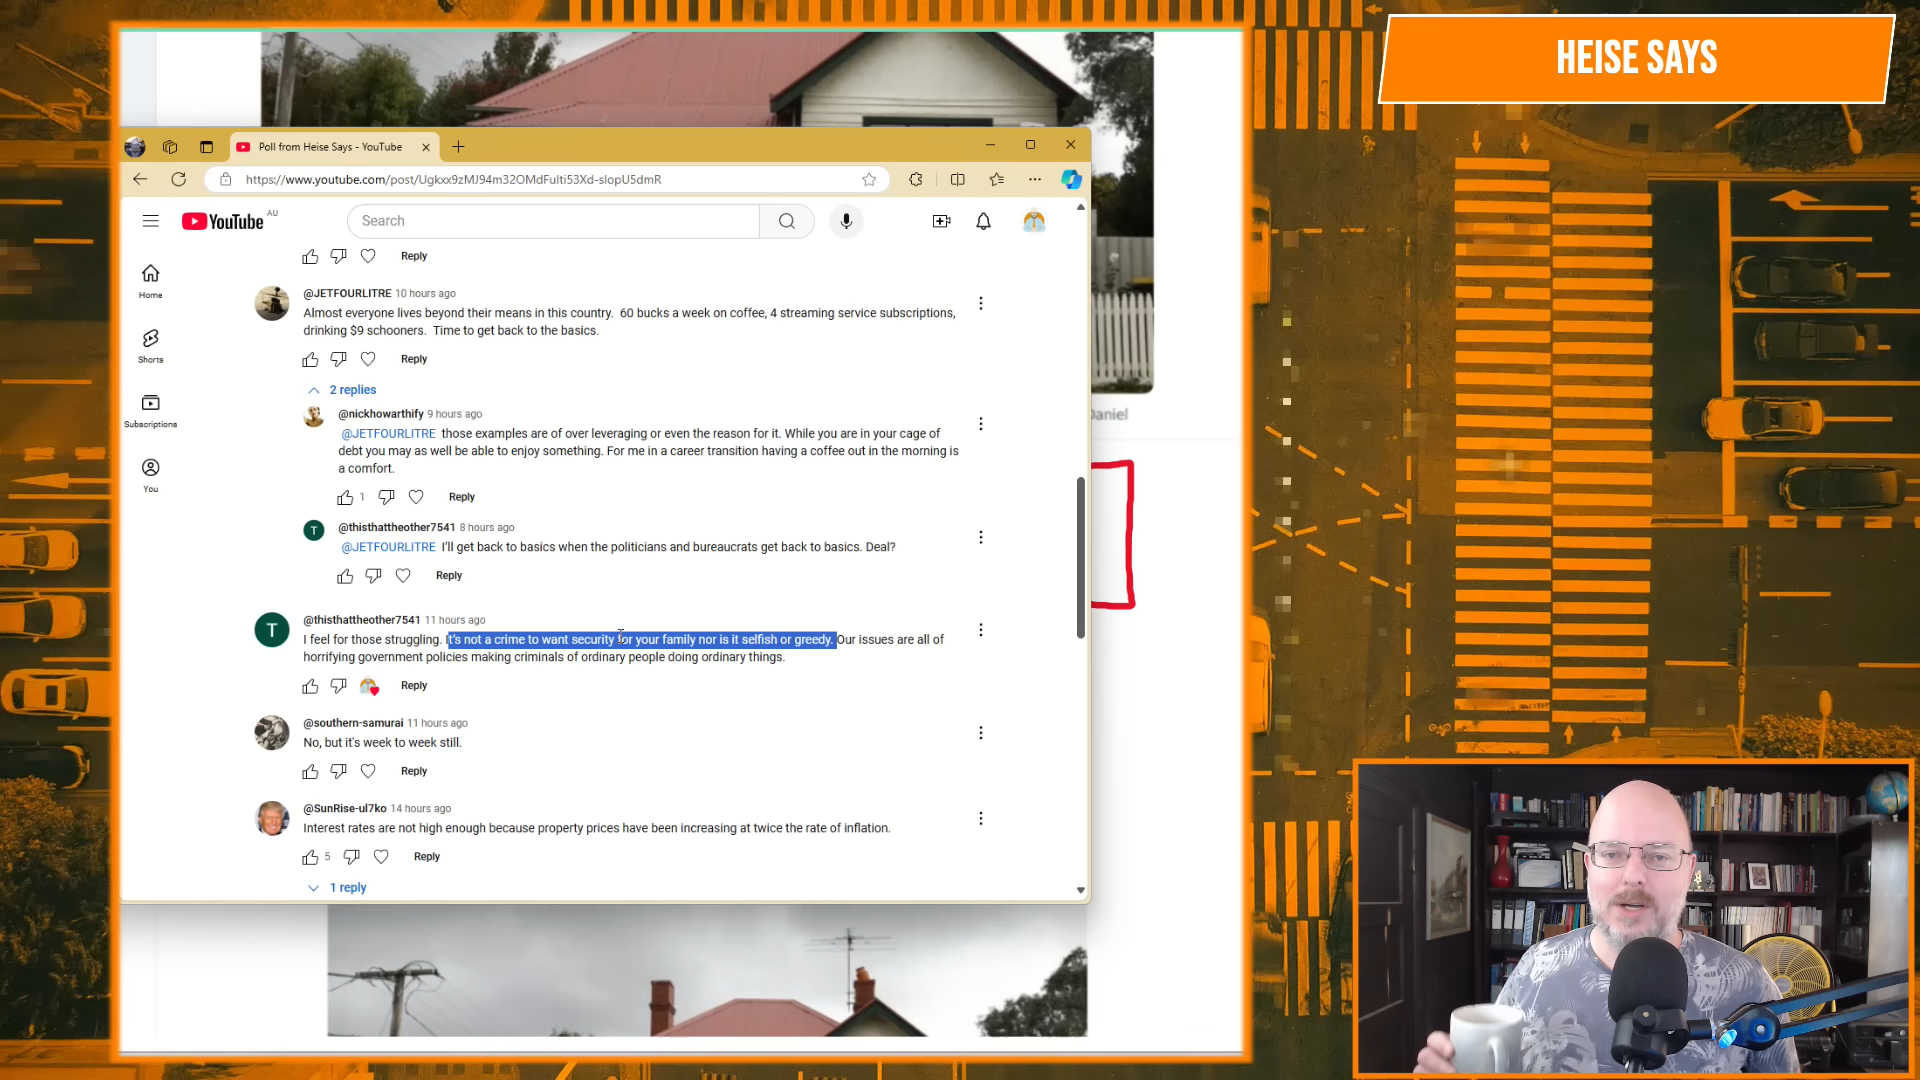 HEISE SAYS
Poll from Heise Says - YouTube
https://www.youtube.com/post/Ugkxx9zMJ94m32OMdFulti53Xd-slopU5dmR
YouTube AU
Search
Home
Shorts
Subscriptions
You
Reply
@JETFOURLITRE 10 hours ago
Almost everyone lives beyond their means in this country. 60 bucks a week on coffee, 4 streaming service subscriptions,
drinking $9 schooners. Time to get back to the basics.
Reply
2 replies
Daniel
@nickhowarthify 9 hours ago
@JETFOURLITRE those examples are of over leveraging or even the reason for it. While you are in your cage of
debt you may as well be able to enjoy something. For me in a career transition having a coffee out in the morning is
a comfort.
1 Reply
T @thisthattheother7541 8 hours ago
@JETFOURLITRE I'll get back to basics when the politicians and bureaucrats get back to basics. Deal?
Reply
T @thisthattheother7541 11 hours ago
I feel for those struggling. It's not a crime to want security for your family nor is it selfish or greedy. Our issues are all of
horrifying government policies making criminals of ordinary people doing ordinary things.
Reply
@southern-samurai 11 hours ago
No, but it's week to week still.
Reply
@SunRise-ul7ko 14 hours ago
Interest rates are not high enough because property prices have been increasing at twice the rate of inflation.
5 Reply
1 reply